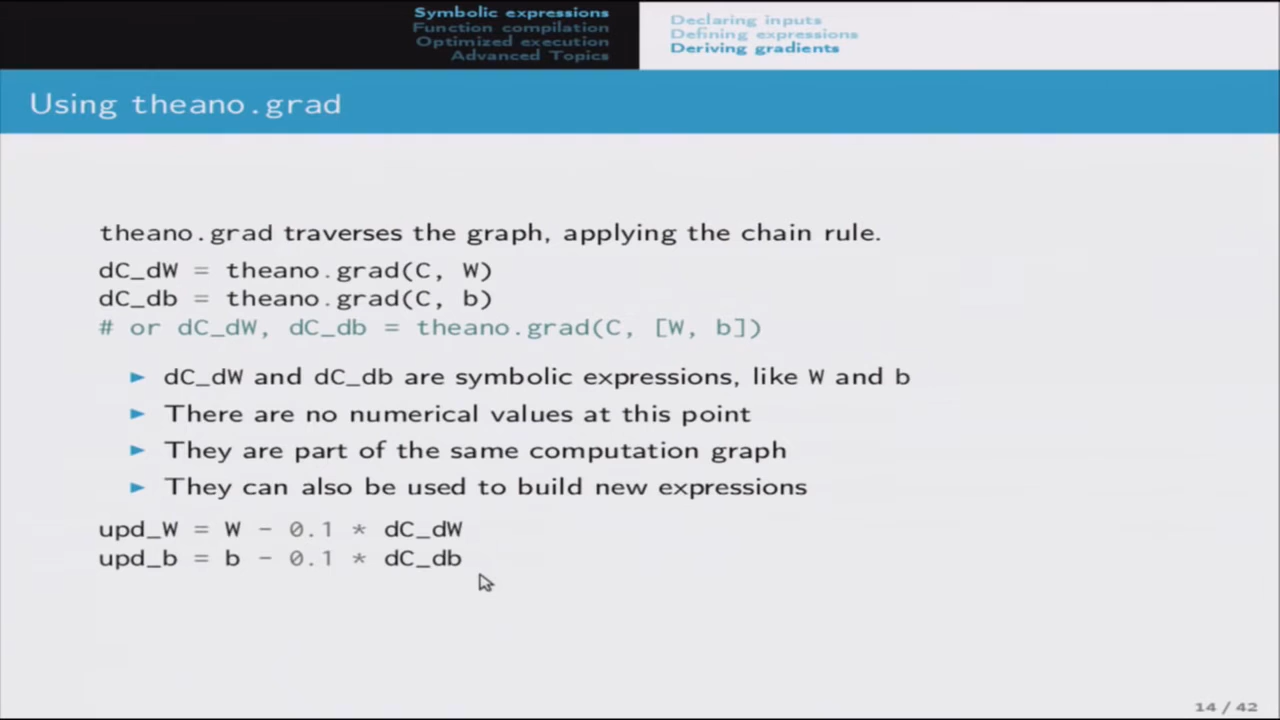 Symbolic expressions
Function compilation
Optimized execution
Advanced Topics
Declaring inputs
Defining expressions
Deriving gradients
Using theano.grad
theano.grad traverses the graph, applying the chain rule.
dC_dW = theano.grad(C, W)
dC_db = theano.grad(C, b)
# or dC_dW, dC_db = theano.grad(C, [W, b])
► dC_dW and dC_db are symbolic expressions, like W and b
► There are no numerical values at this point
► They are part of the same computation graph
► They can also be used to build new expressions
upd_W = W - 0.1 * dC_dW
upd_b = b - 0.1 * dC_db
14 / 42